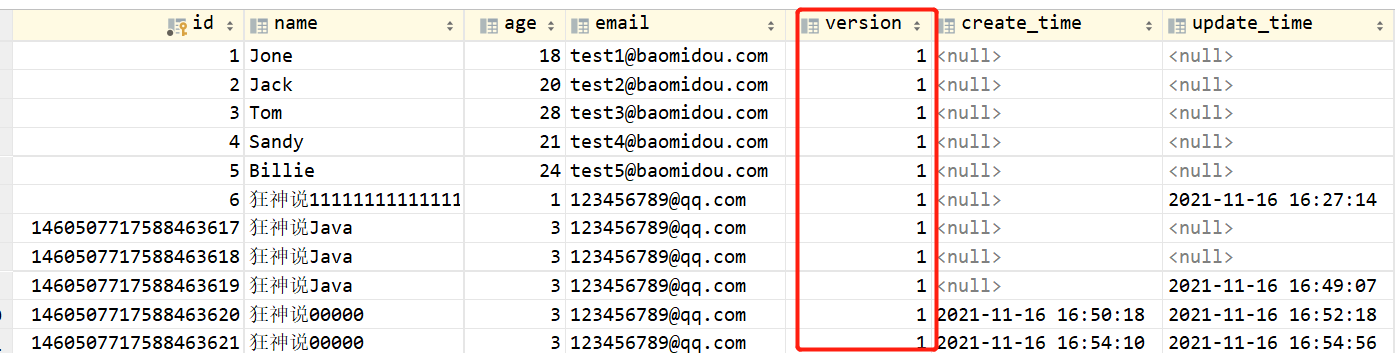 id name age email version create_time update_time
1 Jone 18 test1@baomidou.com 1 <null> <null>
2 Jack 20 test2@baomidou.com 1 <null> <null>
3 Tom 28 test3@baomidou.com 1 <null> <null>
4 Sandy 21 test4@baomidou.com 1 <null> <null>
5 Billie 24 test5@baomidou.com 1 <null> <null>
6 狂神说11111111111111 1 123456789@qq.com 1 <null> 2021-11-16 16:27:14
1460507717588463617 狂神说Java 3 123456789@qq.com 1 <null> <null>
1460507717588463618 狂神说Java 3 123456789@qq.com 1 <null> <null>
1460507717588463619 狂神说Java 3 123456789@qq.com 1 <null> 2021-11-16 16:49:07
1460507717588463620 狂神说00000 3 123456789@qq.com 1 2021-11-16 16:50:18 2021-11-16 16:52:18
1460507717588463621 狂神说00000 3 123456789@qq.com 1 2021-11-16 16:54:10 2021-11-16 16:54:56